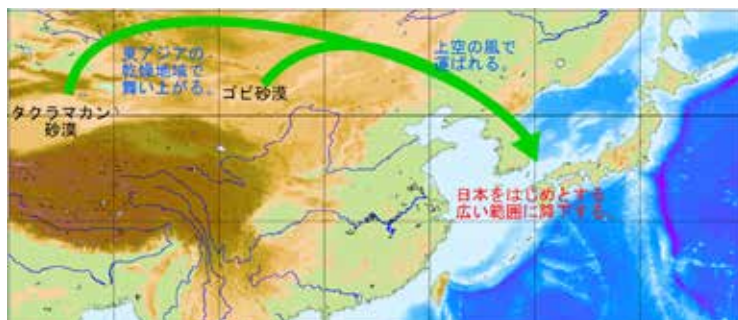 東アジアの
乾燥地域で
舞い上がる。
上空の風で
運ばれる。
ゴビ砂漠
タクラマカン
砂漠
日本をはじめとする
広い範囲に降下する。